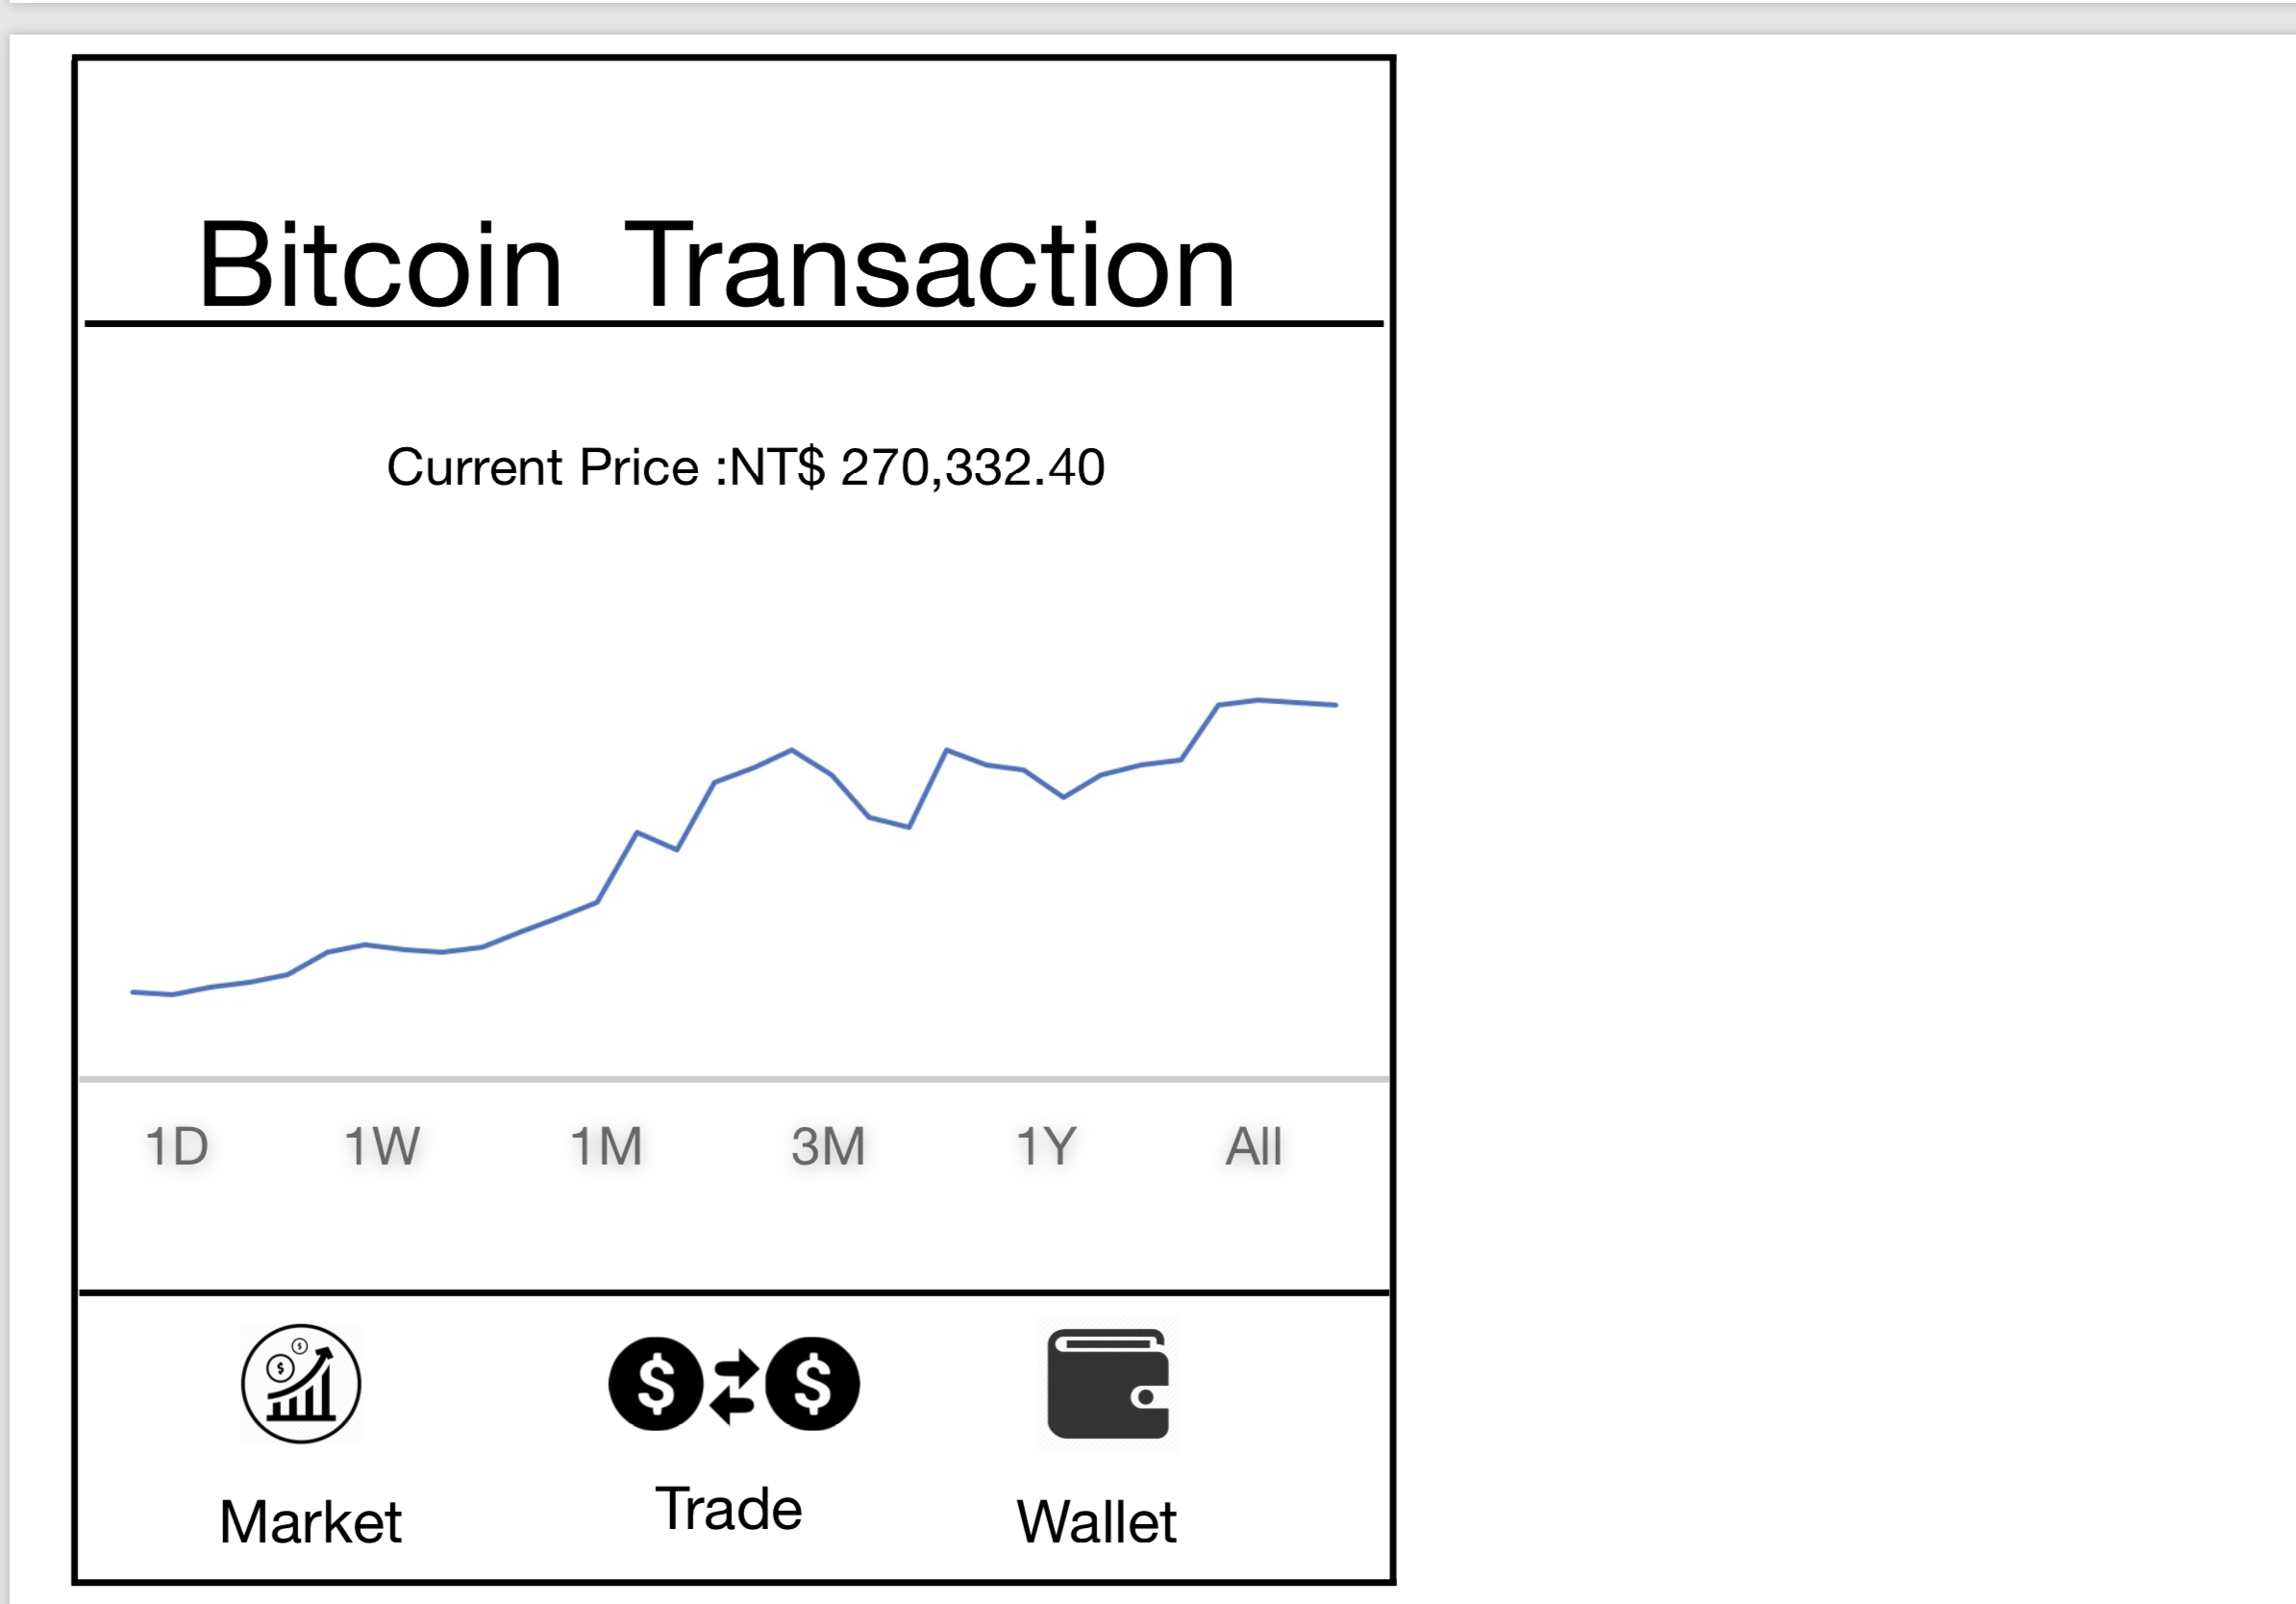 Bitcoin Transaction
Current Price :NT$ 270,332.40
1D 1W 1M 3M 1Y All
$ $ $ $
Market Trade Wallet